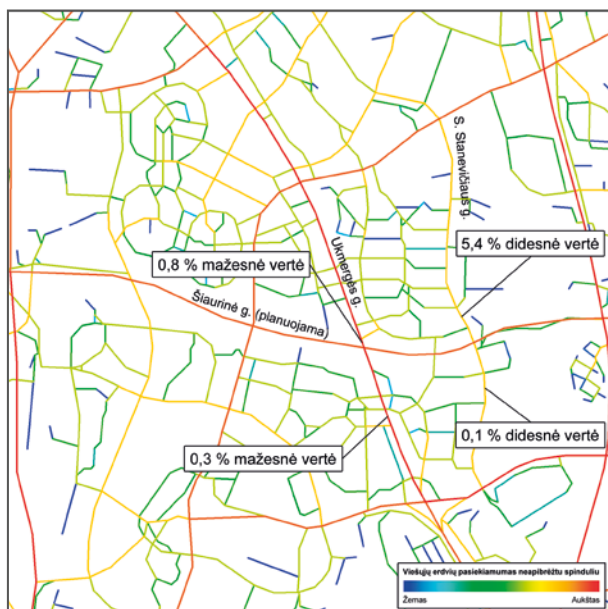 S. Stanevičiaus g.
5,4 % didesnė vertė
Ukmergės g.
0,8 % mažesnė vertė
Šiaurinė g. (pianuojama)
0,1 % didesnė vertė
0,3 % mažesnė vertė
Viešųjų erdvių pasiekiamumas neapibrėžtu spinduliu
Žemas
Aukštas